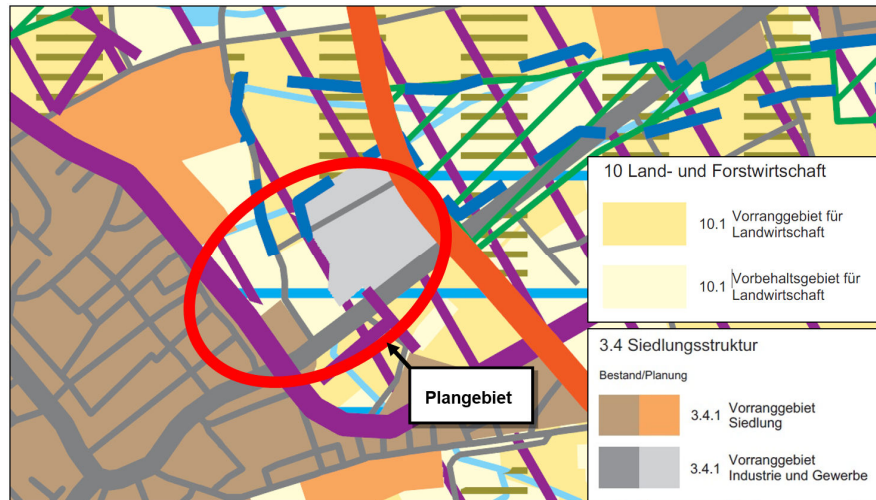 10 Land- und Forstwirtschaft
10.1 Vorranggebiet für
Landwirtschaft
10.1 Vorbehaltsgebiet für
Landwirtschaft
3.4 Siedlungsstruktur
Bestand/Planung
3.4.1 Vorranggebiet
Siedlung
3.4.1 Vorranggebiet
Industrie und Gewerbe
Plangebiet